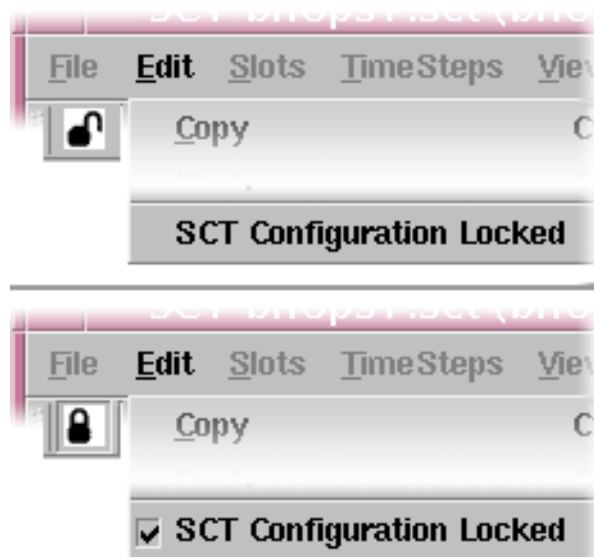 File Edit Slots TimeSteps
Copy
SCT Configuration Locked
File Edit Slots TimeSteps
Copy
SCT Configuration Locked